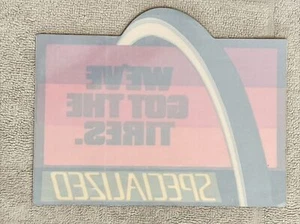 WE'VE
GOT THE
TIRES.
SPECIALIZED